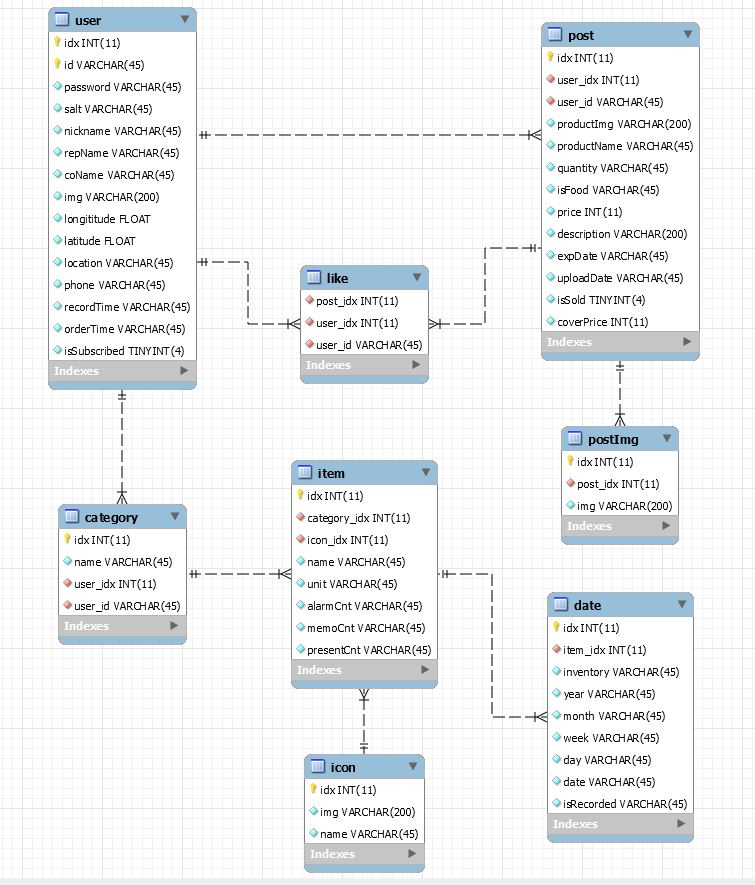 user
idx INT(11)
id VARCHAR(45)
password VARCHAR(45)
salt VARCHAR(45)
nickname VARCHAR(45)
repName VARCHAR(45)
coName VARCHAR(45)
img VARCHAR(200)
longititude FLOAT
latitude FLOAT
location VARCHAR(45)
phone VARCHAR(45)
recordTime VARCHAR(45)
orderTime VARCHAR(45)
isSubscribed TINYINT(4)
Indexes
post
idx INT(11)
user_idx INT(11)
user_id VARCHAR(45)
productImg VARCHAR(200)
productName VARCHAR(45)
quantity VARCHAR(45)
isFood VARCHAR(45)
price INT(11)
description VARCHAR(200)
expDate VARCHAR(45)
uploadDate VARCHAR(45)
isSold TINYINT(4)
coverPrice INT(11)
Indexes
like
post_idx INT(11)
user_idx INT(11)
user_id VARCHAR(45)
Indexes
postImg
idx INT(11)
post_idx INT(11)
img VARCHAR(200)
Indexes
category
idx INT(11)
name VARCHAR(45)
user_idx INT(11)
user_id VARCHAR(45)
Indexes
item
idx INT(11)
category_idx INT(11)
icon_idx INT(11)
name VARCHAR(45)
unit VARCHAR(45)
alarmCnt VARCHAR(45)
memoCnt VARCHAR(45)
presentCnt VARCHAR(45)
Indexes
date
idx INT(11)
item_idx INT(11)
inventory VARCHAR(45)
year VARCHAR(45)
month VARCHAR(45)
week VARCHAR(45)
day VARCHAR(45)
date VARCHAR(45)
isRecorded VARCHAR(45)
Indexes
icon
idx INT(11)
img VARCHAR(200)
name VARCHAR(45)
Indexes